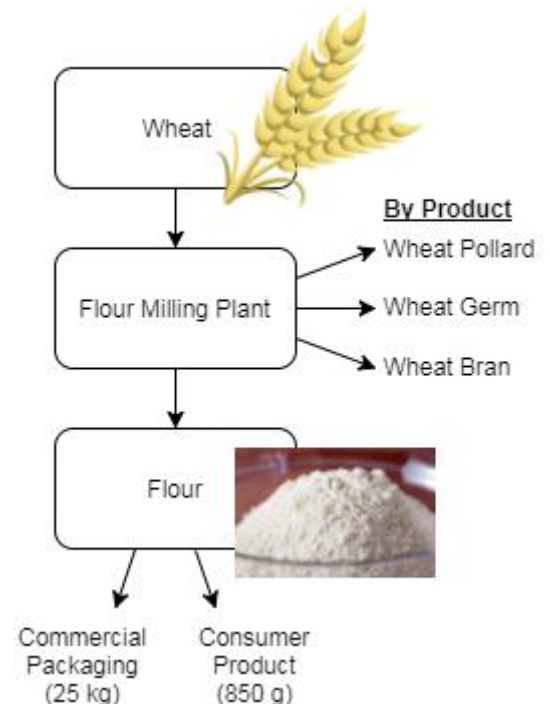 Wheat
By Product
Wheat Pollard
Flour Milling Plant
Wheat Germ
Wheat Bran
Flour
Commercial
Packaging
(25 kg)
Consumer
Product
(850 g)